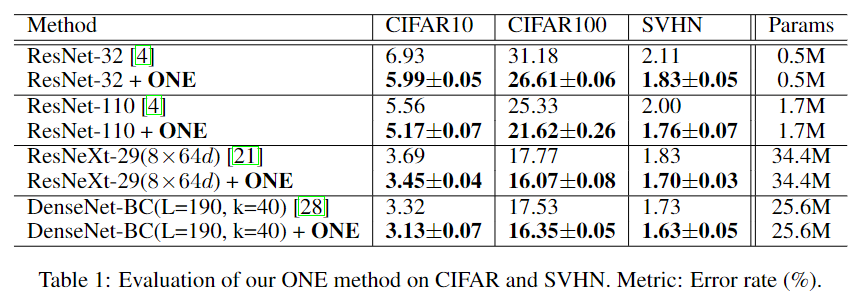 Method CIFAR10 CIFAR100 SVHN Params
ResNet-32 [4] 6.93 31.18 2.11 0.5M
ResNet-32 + ONE 5.99±0.05 26.61±0.06 1.83±0.05 0.5M
ResNet-110 [4] 5.56 25.33 2.00 1.7M
ResNet-110 + ONE 5.17±0.07 21.62±0.26 1.76±0.07 1.7M
ResNeXt-29(8×64d) [21] 3.69 17.77 1.83 34.4M
ResNeXt-29(8×64d) + ONE 3.45±0.04 16.07±0.08 1.70±0.03 34.4M
DenseNet-BC(L=190, k=40) [28] 3.32 17.53 1.73 25.6M
DenseNet-BC(L=190, k=40) + ONE 3.13±0.07 16.35±0.05 1.63±0.05 25.6M
Table 1: Evaluation of our ONE method on CIFAR and SVHN. Metric: Error rate (%).